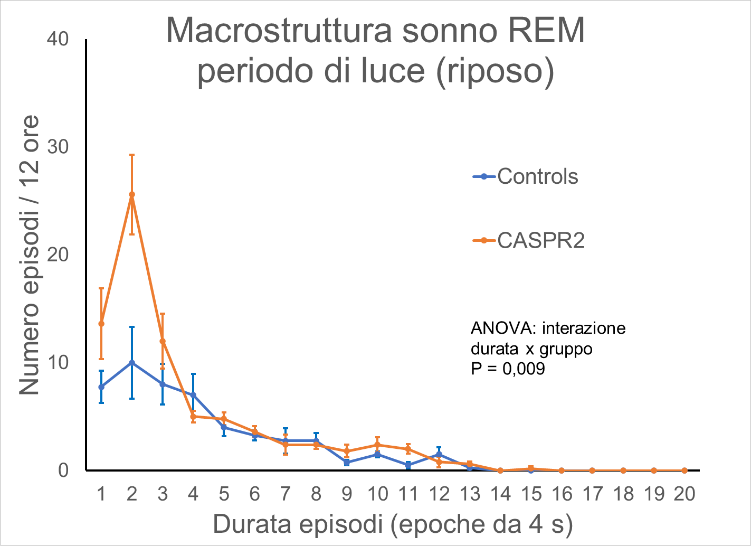 Macrostruttura sonno REM
periodo di luce (riposo)
40
30
20
10
0
Numero episodi / 12 ore
Controls
CASPR2
ANOVA: interazione
durata x gruppo
P = 0,009
1 2 3 4 5 6 7 8 9 10 11 12 13 14 15 16 17 18 19 20
Durata episodi (epoche da 4 s)